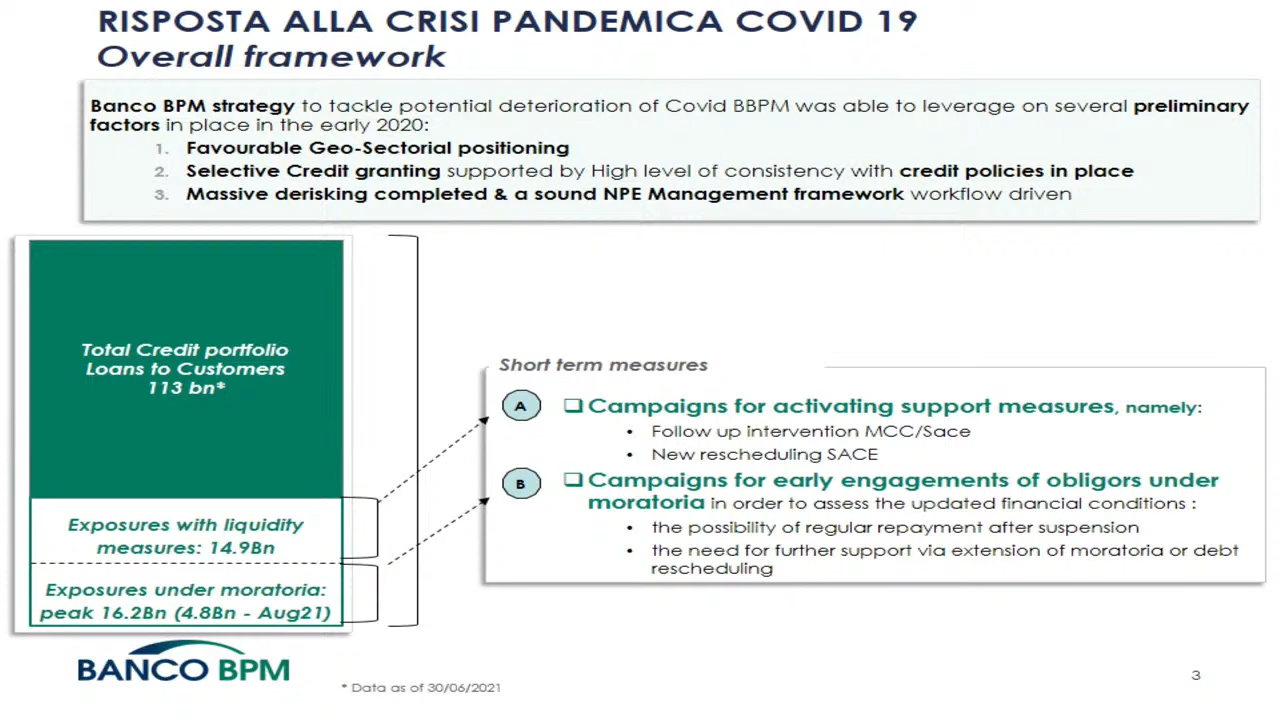 RISPOSTA ALLA CRISI PANDEMICA COVID 19
Overall framework
Banco BPM strategy to tackle potential deterioration of Covid BBPM was able to leverage on several preliminary
factors in place in the early 2020:
1. Favourable Geo-Sectorial positioning
2. Selective Credit granting supported by High level of consistency with credit policies in place
3. Massive derisking completed & a sound NPE Management framework workflow driven
Total Credit portfolio
Loans to Customers
113 bn*
Exposures with liquidity
measures: 14.9Bn
Exposures under moratoria:
peak 16.2Bn (4.8Bn - Aug21)
Short term measures
A
❑ Campaigns for activating support measures, namely:
• Follow up intervention MCC/Sace
• New rescheduling SACE
B
❑ Campaigns for early engagements of obligors under
moratoria in order to assess the updated financial conditions :
• the possibility of regular repayment after suspension
• the need for further support via extension of moratoria or debt
rescheduling
BANCO BPM
* Data as of 30/06/2021
3